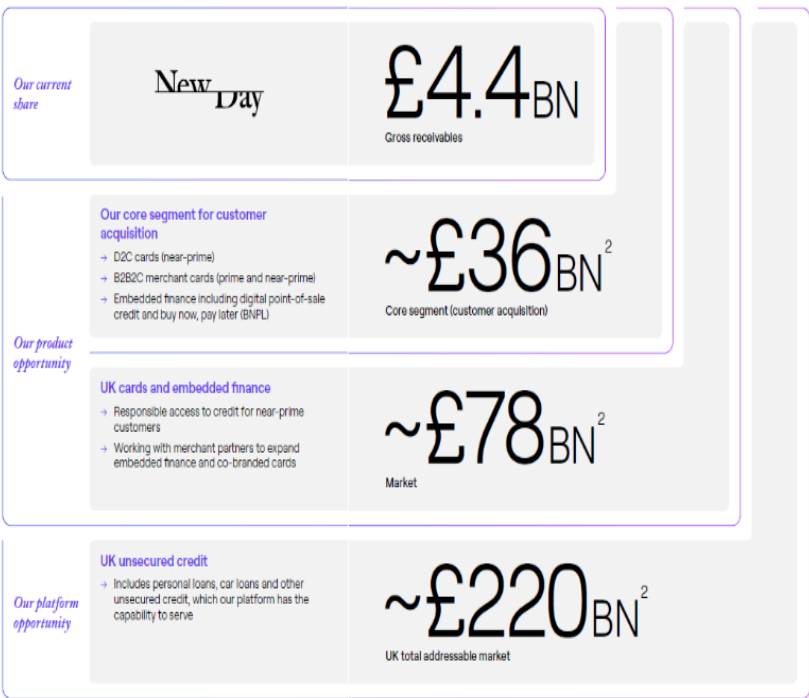 Our current
share
New
Day
£4.4BN
Gross receivables
Our product
opportunity
Our core segment for customer
acquisition
→ D2C cards (near-prime)
→ B2B2C merchant cards (prime and near-prime)
→ Embedded finance including digital point-of-sale
credit and buy now, pay later (BNPL)
~£36BN²
Core segment (customer acquisition)
UK cards and embedded finance
→ Responsible access to credit for near-prime
customers
→ Working with merchant partners to expand
embedded finance and co-branded cards
~£78BN²
Market
Our platform
opportunity
UK unsecured credit
→ Includes personal loans, car loans and other
unsecured credit, which our platform has the
capability to serve
~£220BN²
UK total addressable market